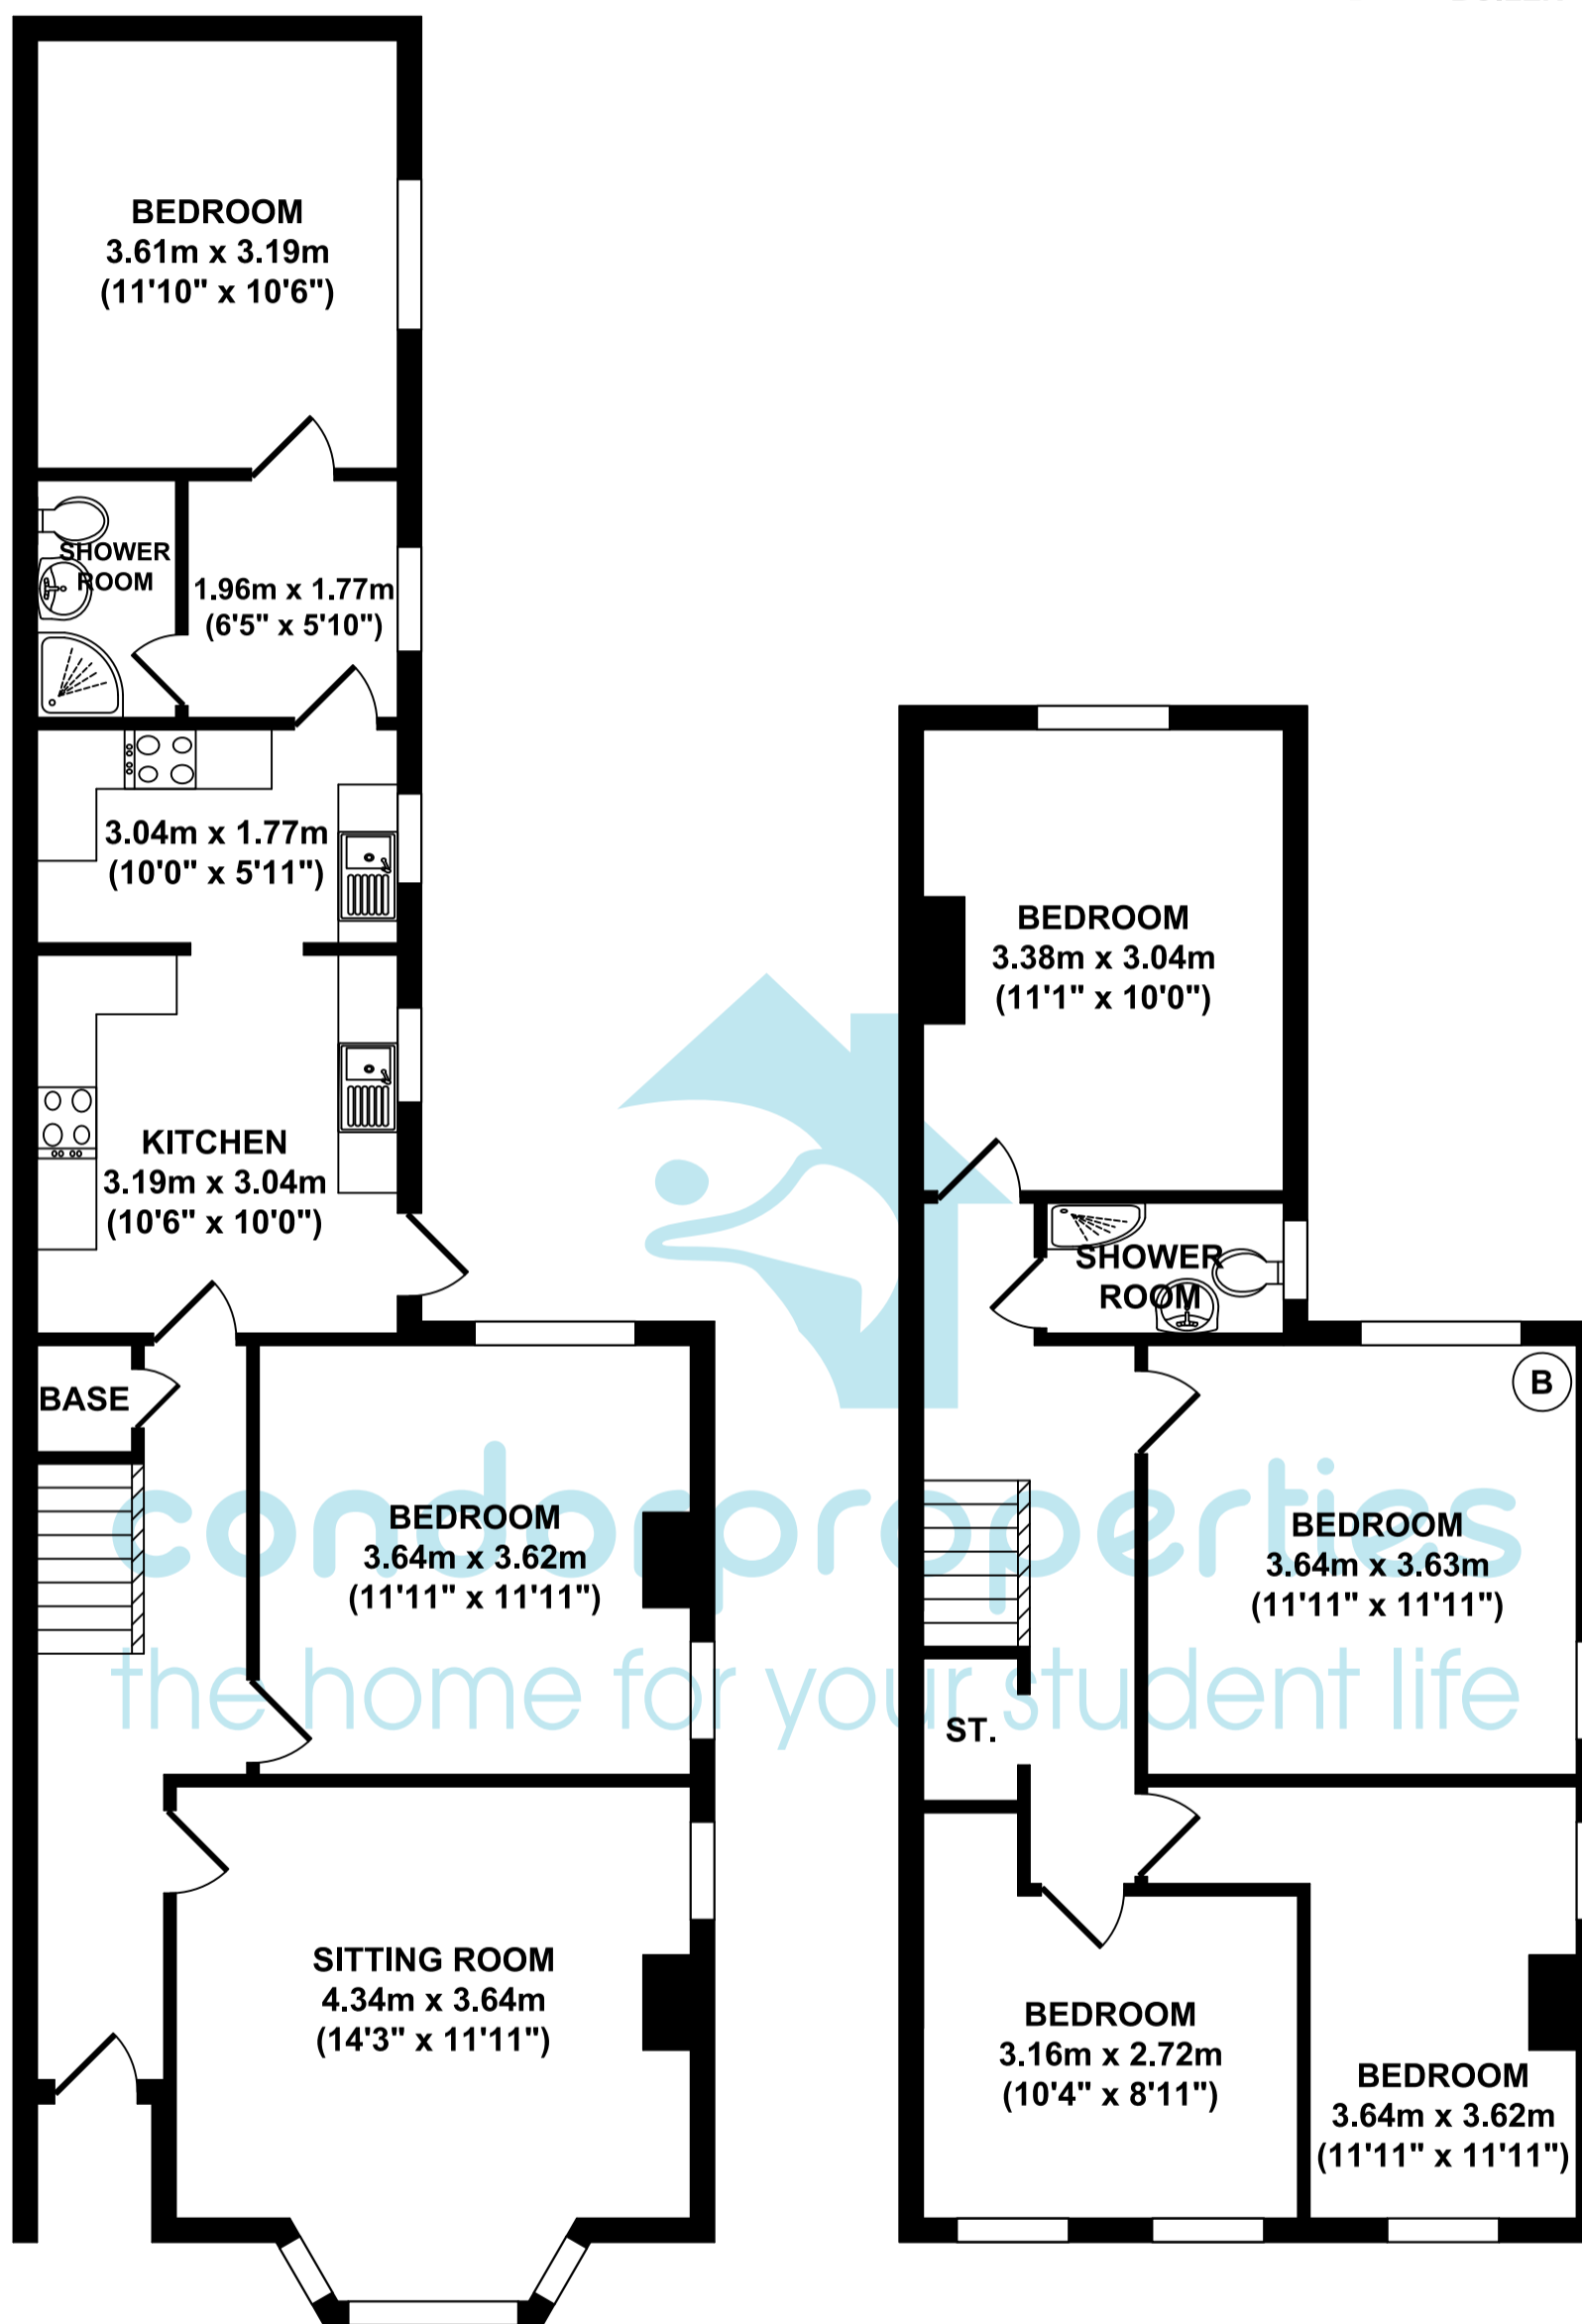 BEDROOM
3.61m x 3.19m
(11'10" x 10'6")
SHOWER
ROOM
1.96m x 1.77m
(6'5" x 5'10")
3.04m x 1.77m
(10'0" x 5'11")
KITCHEN
3.19m x 3.04m
(10'6" x 10'0")
BASE
BEDROOM
3.64m x 3.62m
(11'11" x 11'11")
SITTING ROOM
4.34m x 3.64m
(14'3" x 11'11")
BEDROOM
3.38m x 3.04m
(11'1" x 10'0")
SHOWER
ROOM
B
BEDROOM
3.64m x 3.63m
(11'11" x 11'11")
ST.
BEDROOM
3.16m x 2.72m
(10'4" x 8'11")
BEDROOM
3.64m x 3.62m
(11'11" x 11'11")
condorproperties
the home for your student life